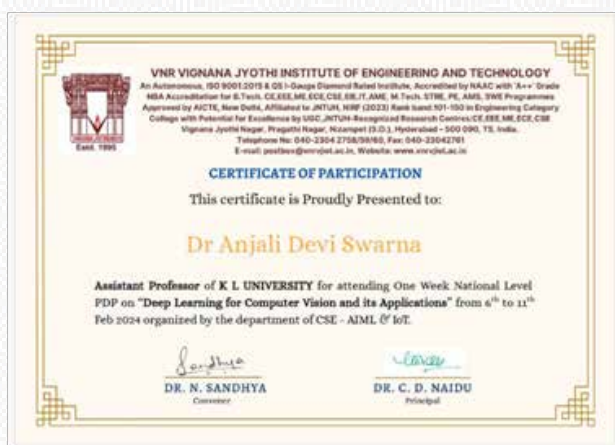 VNR VIGNANA JYOTHI INSTITUTE OF ENGINEERING AND TECHNOLOGY
An Autonomous, ISO 9001:2015 & QS I-Gauge Diamond Rated Institute, Accredited by NAAC with 'A++' Grade
NBA Accreditation for B.Tech. CE,EEE,ME,ECE,CSE,EIE,IT,AME, M.Tech. STRE, PE, AMS, SWE Programmes
Approved by AICTE, New Delhi, Affiliated to JNTUH, NIRF (2023) Rank band 101-150 in Engineering Category
College with Potential for Excellence by UGC, JNTUH-Recognized Research Centres:CE,EEE,ME,ECE,CSE
Vignana Jyothi Nagar, Pragathi Nagar, Nizampet (S.O.), Hyderabad – 500 090, TS, India.
Telephone No: 040-2304 2758/59/60, Fax: 040-23042761
E-mail: postbox@vnrvjiet.ac.in, Website: www.vnrvjiet.ac.in
Estd. 1995
CERTIFICATE OF PARTICIPATION
This certificate is Proudly Presented to:
Dr Anjali Devi Swarna
Assistant Professor of K L UNIVERSITY for attending One Week National Level
PDP on "Deep Learning for Computer Vision and its Applications" from 6th to 11th
Feb 2024 organized by the department of CSE - AIML & IoT.
Sandhya
DR. N. SANDHYA
DR. C. D. NAIDU
Convener
Principal